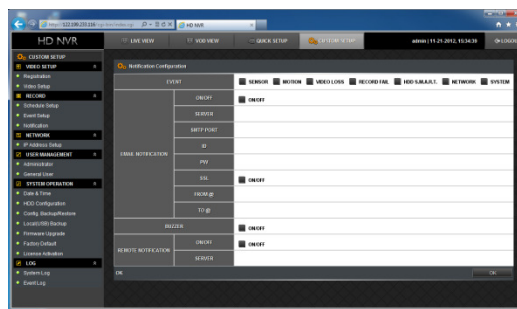 HD NVR
HD NVR LIVE VIEW VOD VIEW QUICK SETUP CUSTOM SETUP admin | 11-21-2012, 15:34:39 LOGOUT
CUSTOM SETUP
VIDEO SETUP
Registration
Video Setup
RECORD
Schedule Setup
Event Setup
Notification
NETWORK
IP Address Setup
USER MANAGEMENT
Administrator
General User
SYSTEM OPERATION
Date & Time
HDD Configuration
Config. Backup/Restore
Local(USB) Backup
Firmware Upgrade
Factory Default
License Activation
LOG
System Log
Event Log
Notification Configuration
EVENT SENSOR MOTION VIDEO LOSS RECORD FAIL HDD S.M.A.R.T. NETWORK SYSTEM
EMAIL NOTIFICATION
ON/OFF ON/OFF
SERVER
SMTP PORT
ID
PW
SSL ON/OFF
FROM @
TO @
BUZZER ON/OFF
REMOTE NOTIFICATION
ON/OFF ON/OFF
SERVER
OK OK